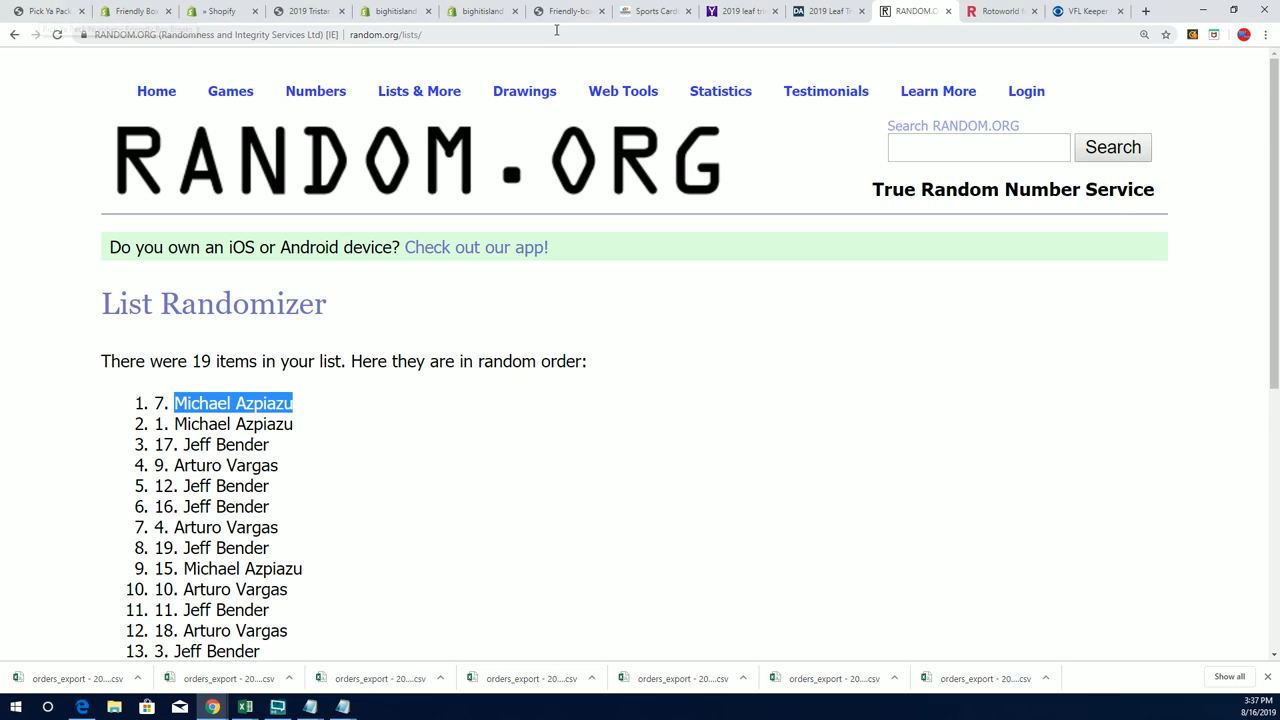 Pick Ya Pack
Friendly Bo
» Shopify
2019 Tristar
bighitisland
bighitisland
Friendly-bo
Sports Card
2019 leaf tri
2019 Leaf Tr
RANDOM.O
Rotoworld f
VFL Keeper
RANDOM.ORG (Randomness and Integrity Services Ltd) [IE] | random.org/lists/
Home Games Numbers Lists & More Drawings Web Tools Statistics Testimonials Learn More Login
RANDOM.ORG
Search RANDOM.ORG
Search
True Random Number Service
Do you own an iOS or Android device? Check out our app!
List Randomizer
There were 19 items in your list. Here they are in random order:
1. 7. Michael Azpiazu
2. 1. Michael Azpiazu
3. 17. Jeff Bender
4. 9. Arturo Vargas
5. 12. Jeff Bender
6. 16. Jeff Bender
7. 4. Arturo Vargas
8. 19. Jeff Bender
9. 15. Michael Azpiazu
10. 10. Arturo Vargas
11. 11. Jeff Bender
12. 18. Arturo Vargas
13. 3. Jeff Bender
orders_export - 20....csv
orders_export - 20....csv
orders_export - 20....csv
orders_export - 20....csv
orders_export - 20....csv
orders_export - 20....csv
orders_export - 20....csv
Show all
3:37 PM
8/16/2019